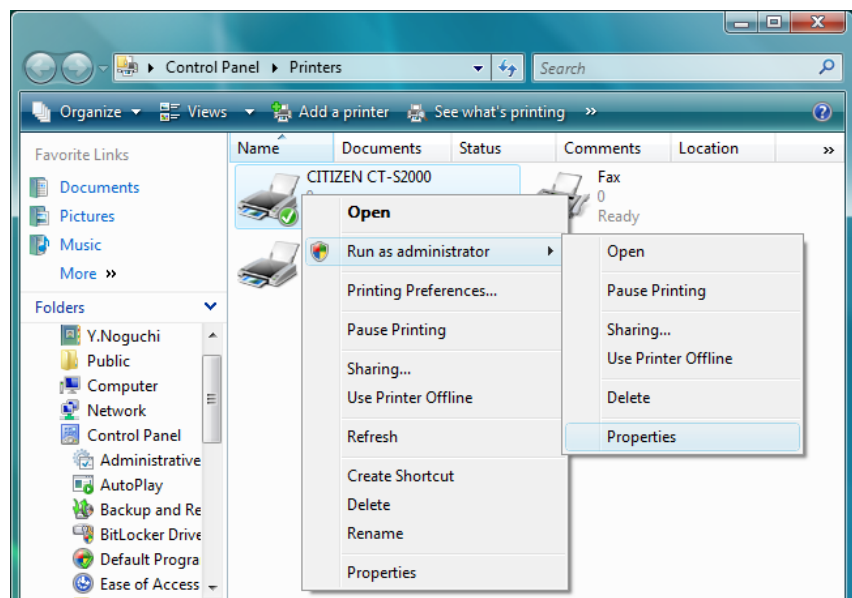 Control Panel Printers
Search
Organize Views Add a printer See what's printing »
Name Documents Status Comments Location »
Favorite Links
Documents
Pictures
Music
More »
Folders
Y.Noguchi
Public
Computer
Network
Control Panel
Administrative
AutoPlay
Backup and Re
BitLocker Drive
Default Progra
Ease of Access
CITIZEN CT-S2000
Fax
0
Ready
Open
Run as administrator
Printing Preferences...
Pause Printing
Sharing...
Use Printer Offline
Refresh
Create Shortcut
Delete
Rename
Properties
Open
Pause Printing
Sharing...
Use Printer Offline
Delete
Properties